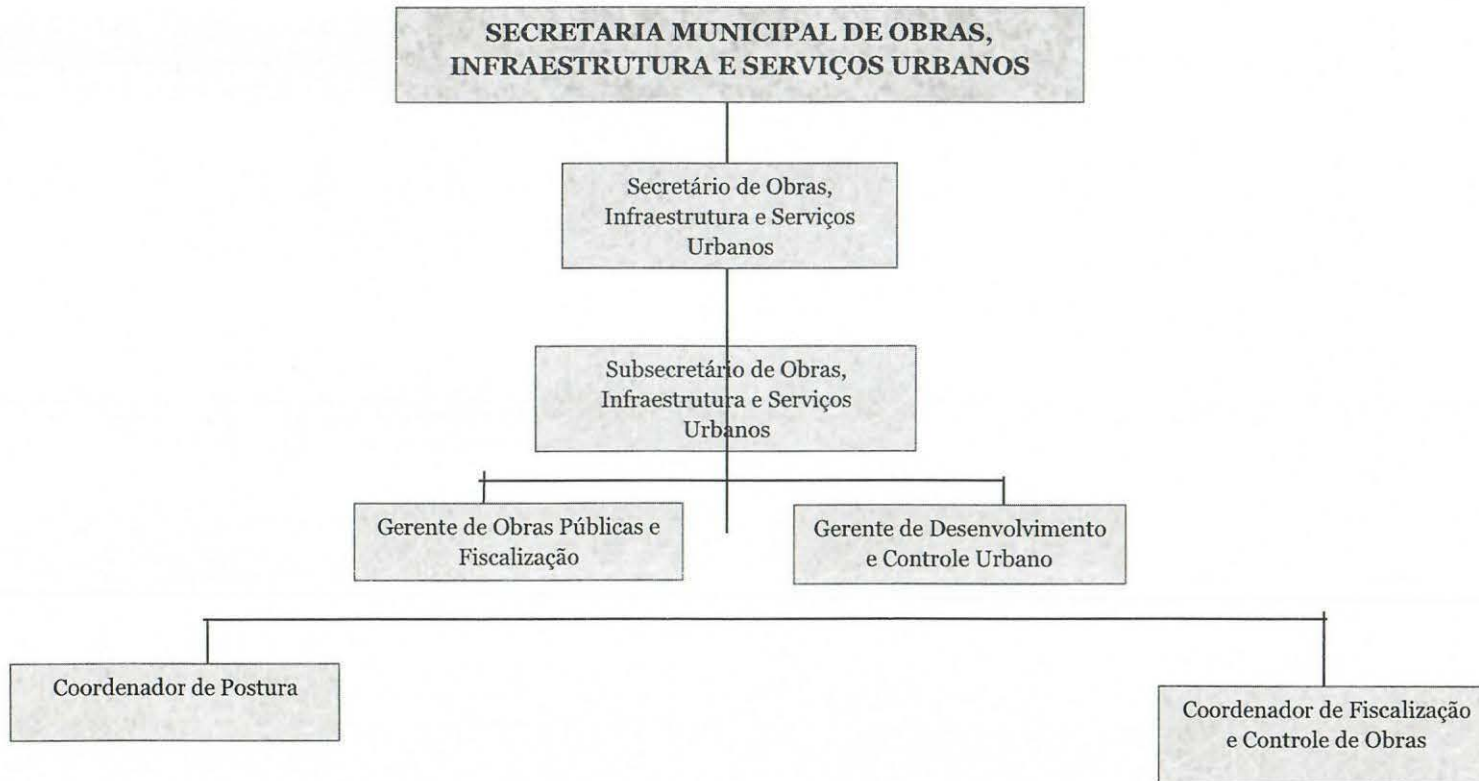 SECRETARIA MUNICIPAL DE OBRAS,
INFRAESTRUTURA E SERVIÇOS URBANOS
Secretário de Obras,
Infraestrutura e Serviços
Urbanos
Subsecretário de Obras,
Infraestrutura e Serviços
Urbanos
Gerente de Obras Públicas e
Fiscalização
Gerente de Desenvolvimento
e Controle Urbano
Coordenador de Postura
Coordenador de Fiscalização
e Controle de Obras